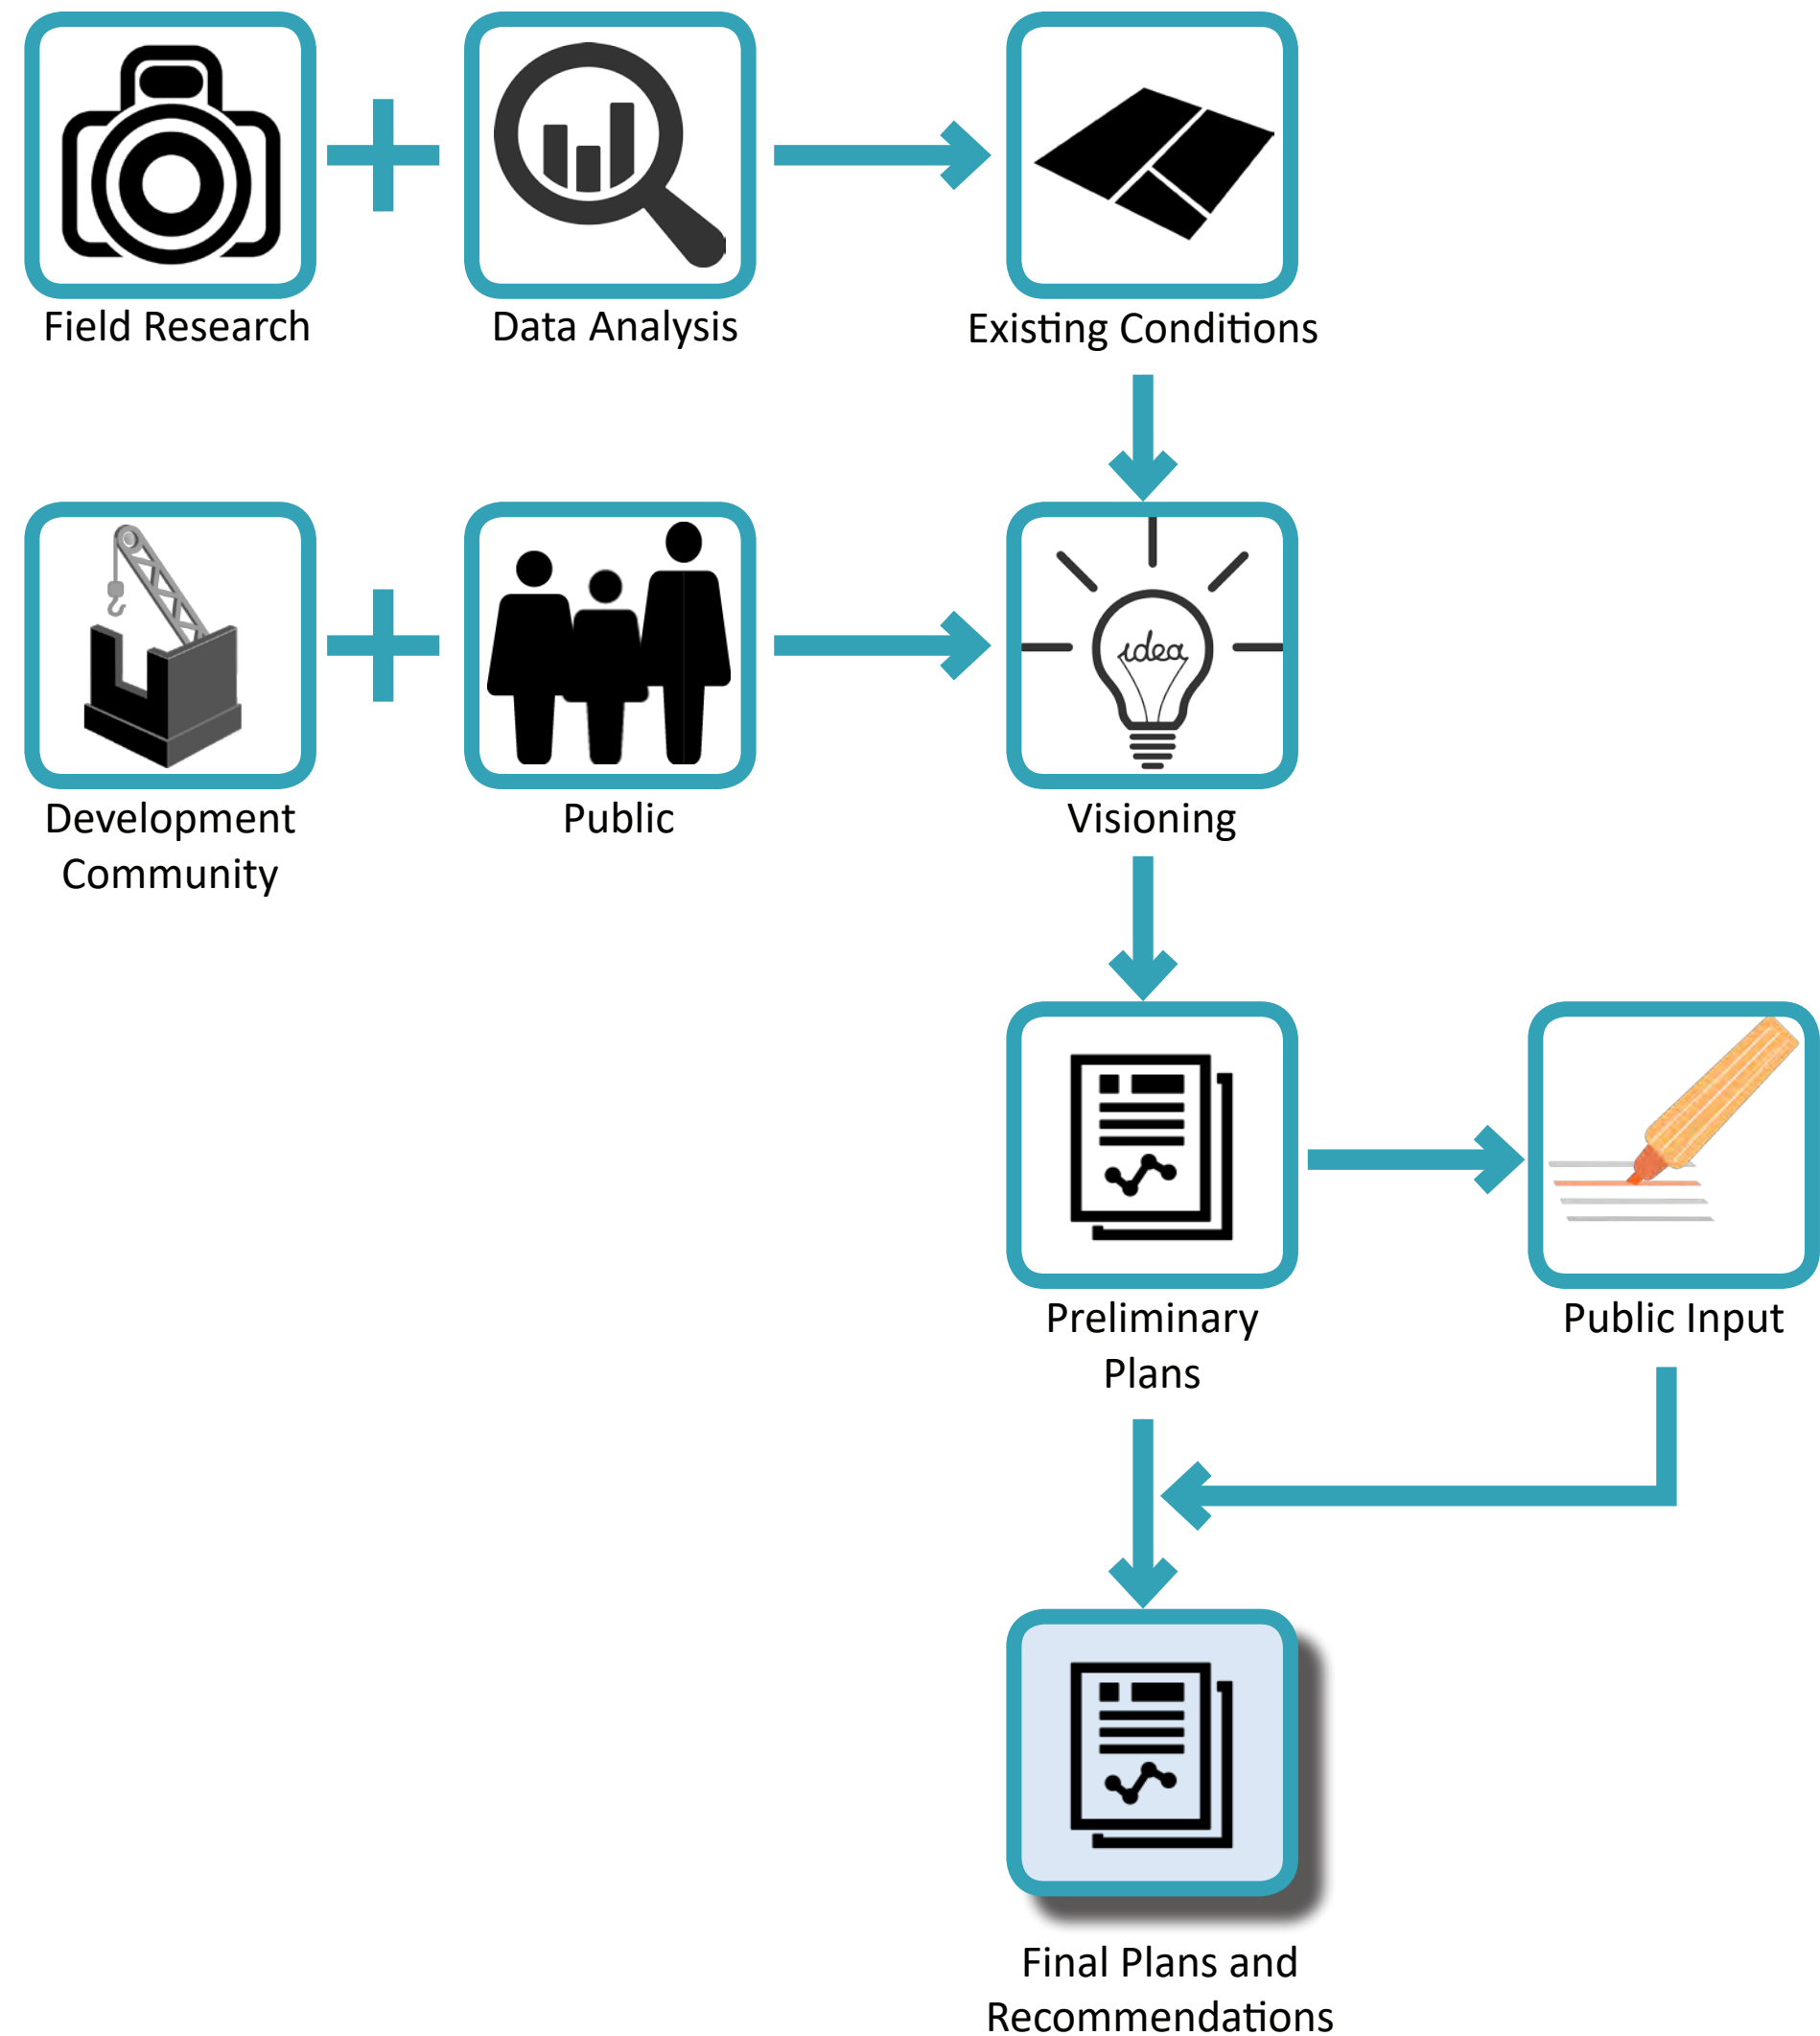 Field Research
Data Analysis
Existing Conditions
idea
Development
Community
Public
Visioning
Preliminary
Plans
Public Input
Final Plans and
Recommendations